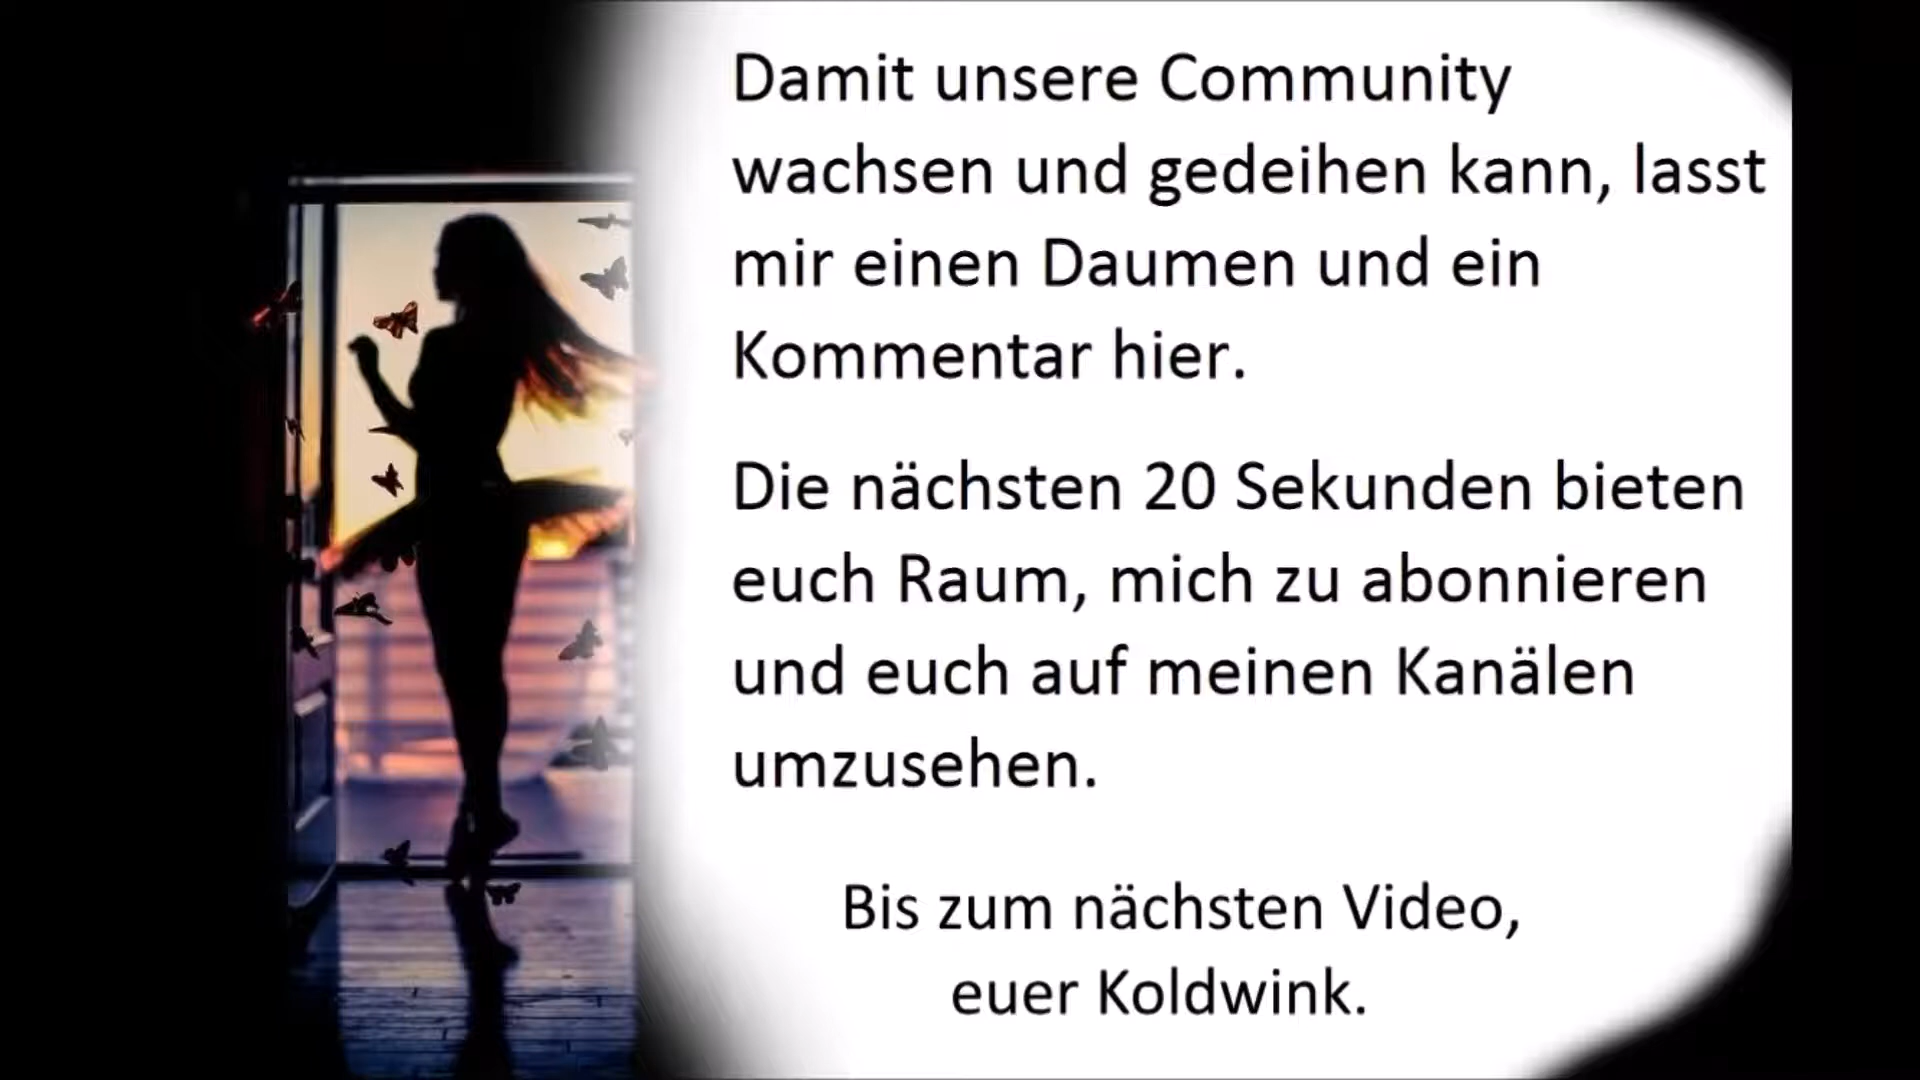 Damit unsere Community
wachsen und gedeihen kann, lasst
mir einen Daumen und ein
Kommentar hier.
Die nächsten 20 Sekunden bieten
euch Raum, mich zu abonnieren
und euch auf meinen Kanälen
umzusehen.
Bis zum nächsten Video,
euer Koldwink.